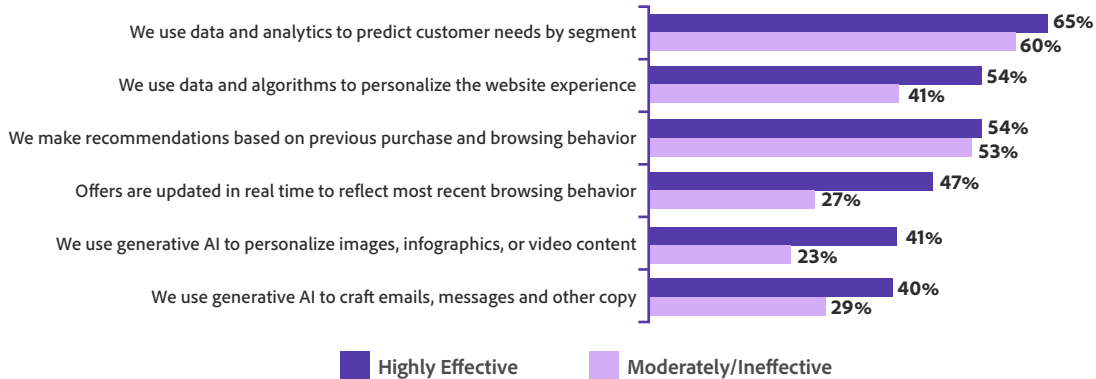 We use data and analytics to predict customer needs by segment
65%
60%
We use data and algorithms to personalize the website experience
54%
41%
We make recommendations based on previous purchase and browsing behavior
54%
53%
Offers are updated in real time to reflect most recent browsing behavior
47%
27%
We use generative AI to personalize images, infographics, or video content
41%
23%
We use generative AI to craft emails, messages and other copy
40%
29%
Highly Effective
Moderately/Ineffective